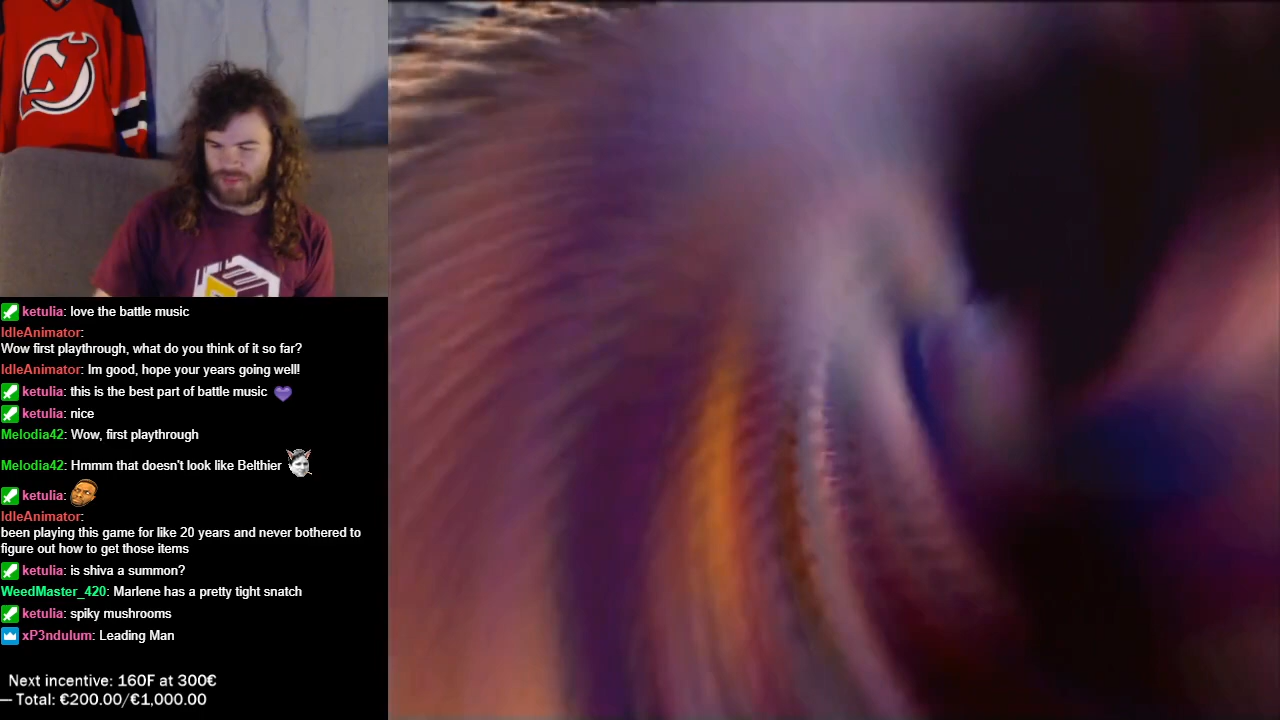 ketulia: love the battle music
IdleAnimator:
Wow first playthrough, what do you think of it so far?
IdleAnimator: Im good, hope your years going well!
ketulia: this is the best part of battle music
ketulia: nice
Melodia42: Wow, first playthrough
Melodia42: Hmmm that doesn't look like Belthier
ketulia:
IdleAnimator:
been playing this game for like 20 years and never bothered to
figure out how to get those items
ketulia: is shiva a summon?
WeedMaster_420: Marlene has a pretty tight snatch
ketulia: spiky mushrooms
xP3ndulum: Leading Man
Next incentive: 160F at 300€
— Total: €200.00/€1,000.00